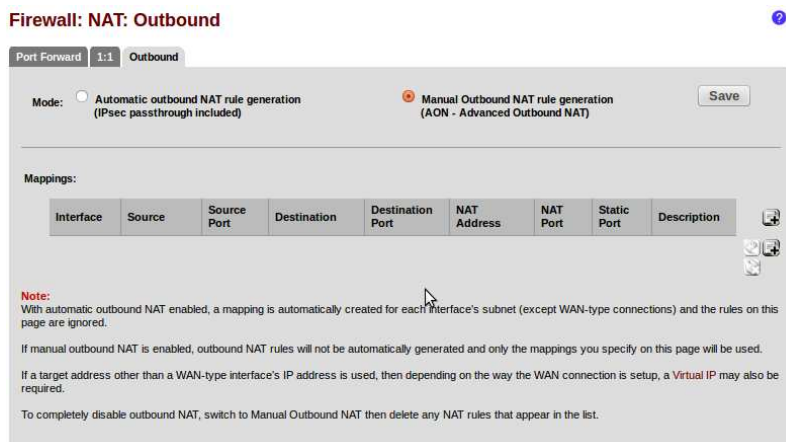 Firewall: NAT: Outbound
Port Forward 1:1 Outbound
Mode: Automatic outbound NAT rule generation
(IPsec passthrough included)
Manual Outbound NAT rule generation
(AON - Advanced Outbound NAT)
Save
Mappings:
Interface Source Source Port Destination Destination Port NAT Address NAT Port Static Port Description
Note:
With automatic outbound NAT enabled, a mapping is automatically created for each interface's subnet (except WAN-type connections) and the rules on this
page are ignored.
If manual outbound NAT is enabled, outbound NAT rules will not be automatically generated and only the mappings you specify on this page will be used.
If a target address other than a WAN-type interface's IP address is used, then depending on the way the WAN connection is setup, a Virtual IP may also be
required.
To completely disable outbound NAT, switch to Manual Outbound NAT then delete any NAT rules that appear in the list.